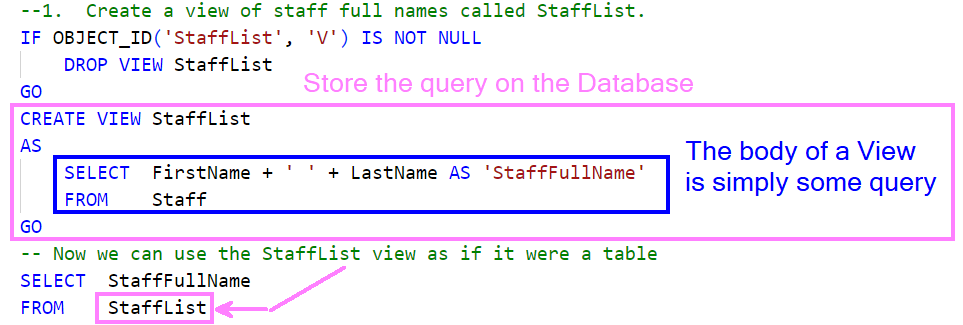 --1.  Create a view of staff full names called StaffList.
IF OBJECT_ID('StaffList', 'V') IS NOT NULL
    DROP VIEW StaffList
GO
Store the query on the Database
CREATE VIEW StaffList
AS
    SELECT  FirstName + ' ' + LastName AS 'StaffFullName'
    FROM    Staff
The body of a View
is simply some query
GO
-- Now we can use the StaffList view as if it were a table
SELECT  StaffFullName
FROM    StaffList